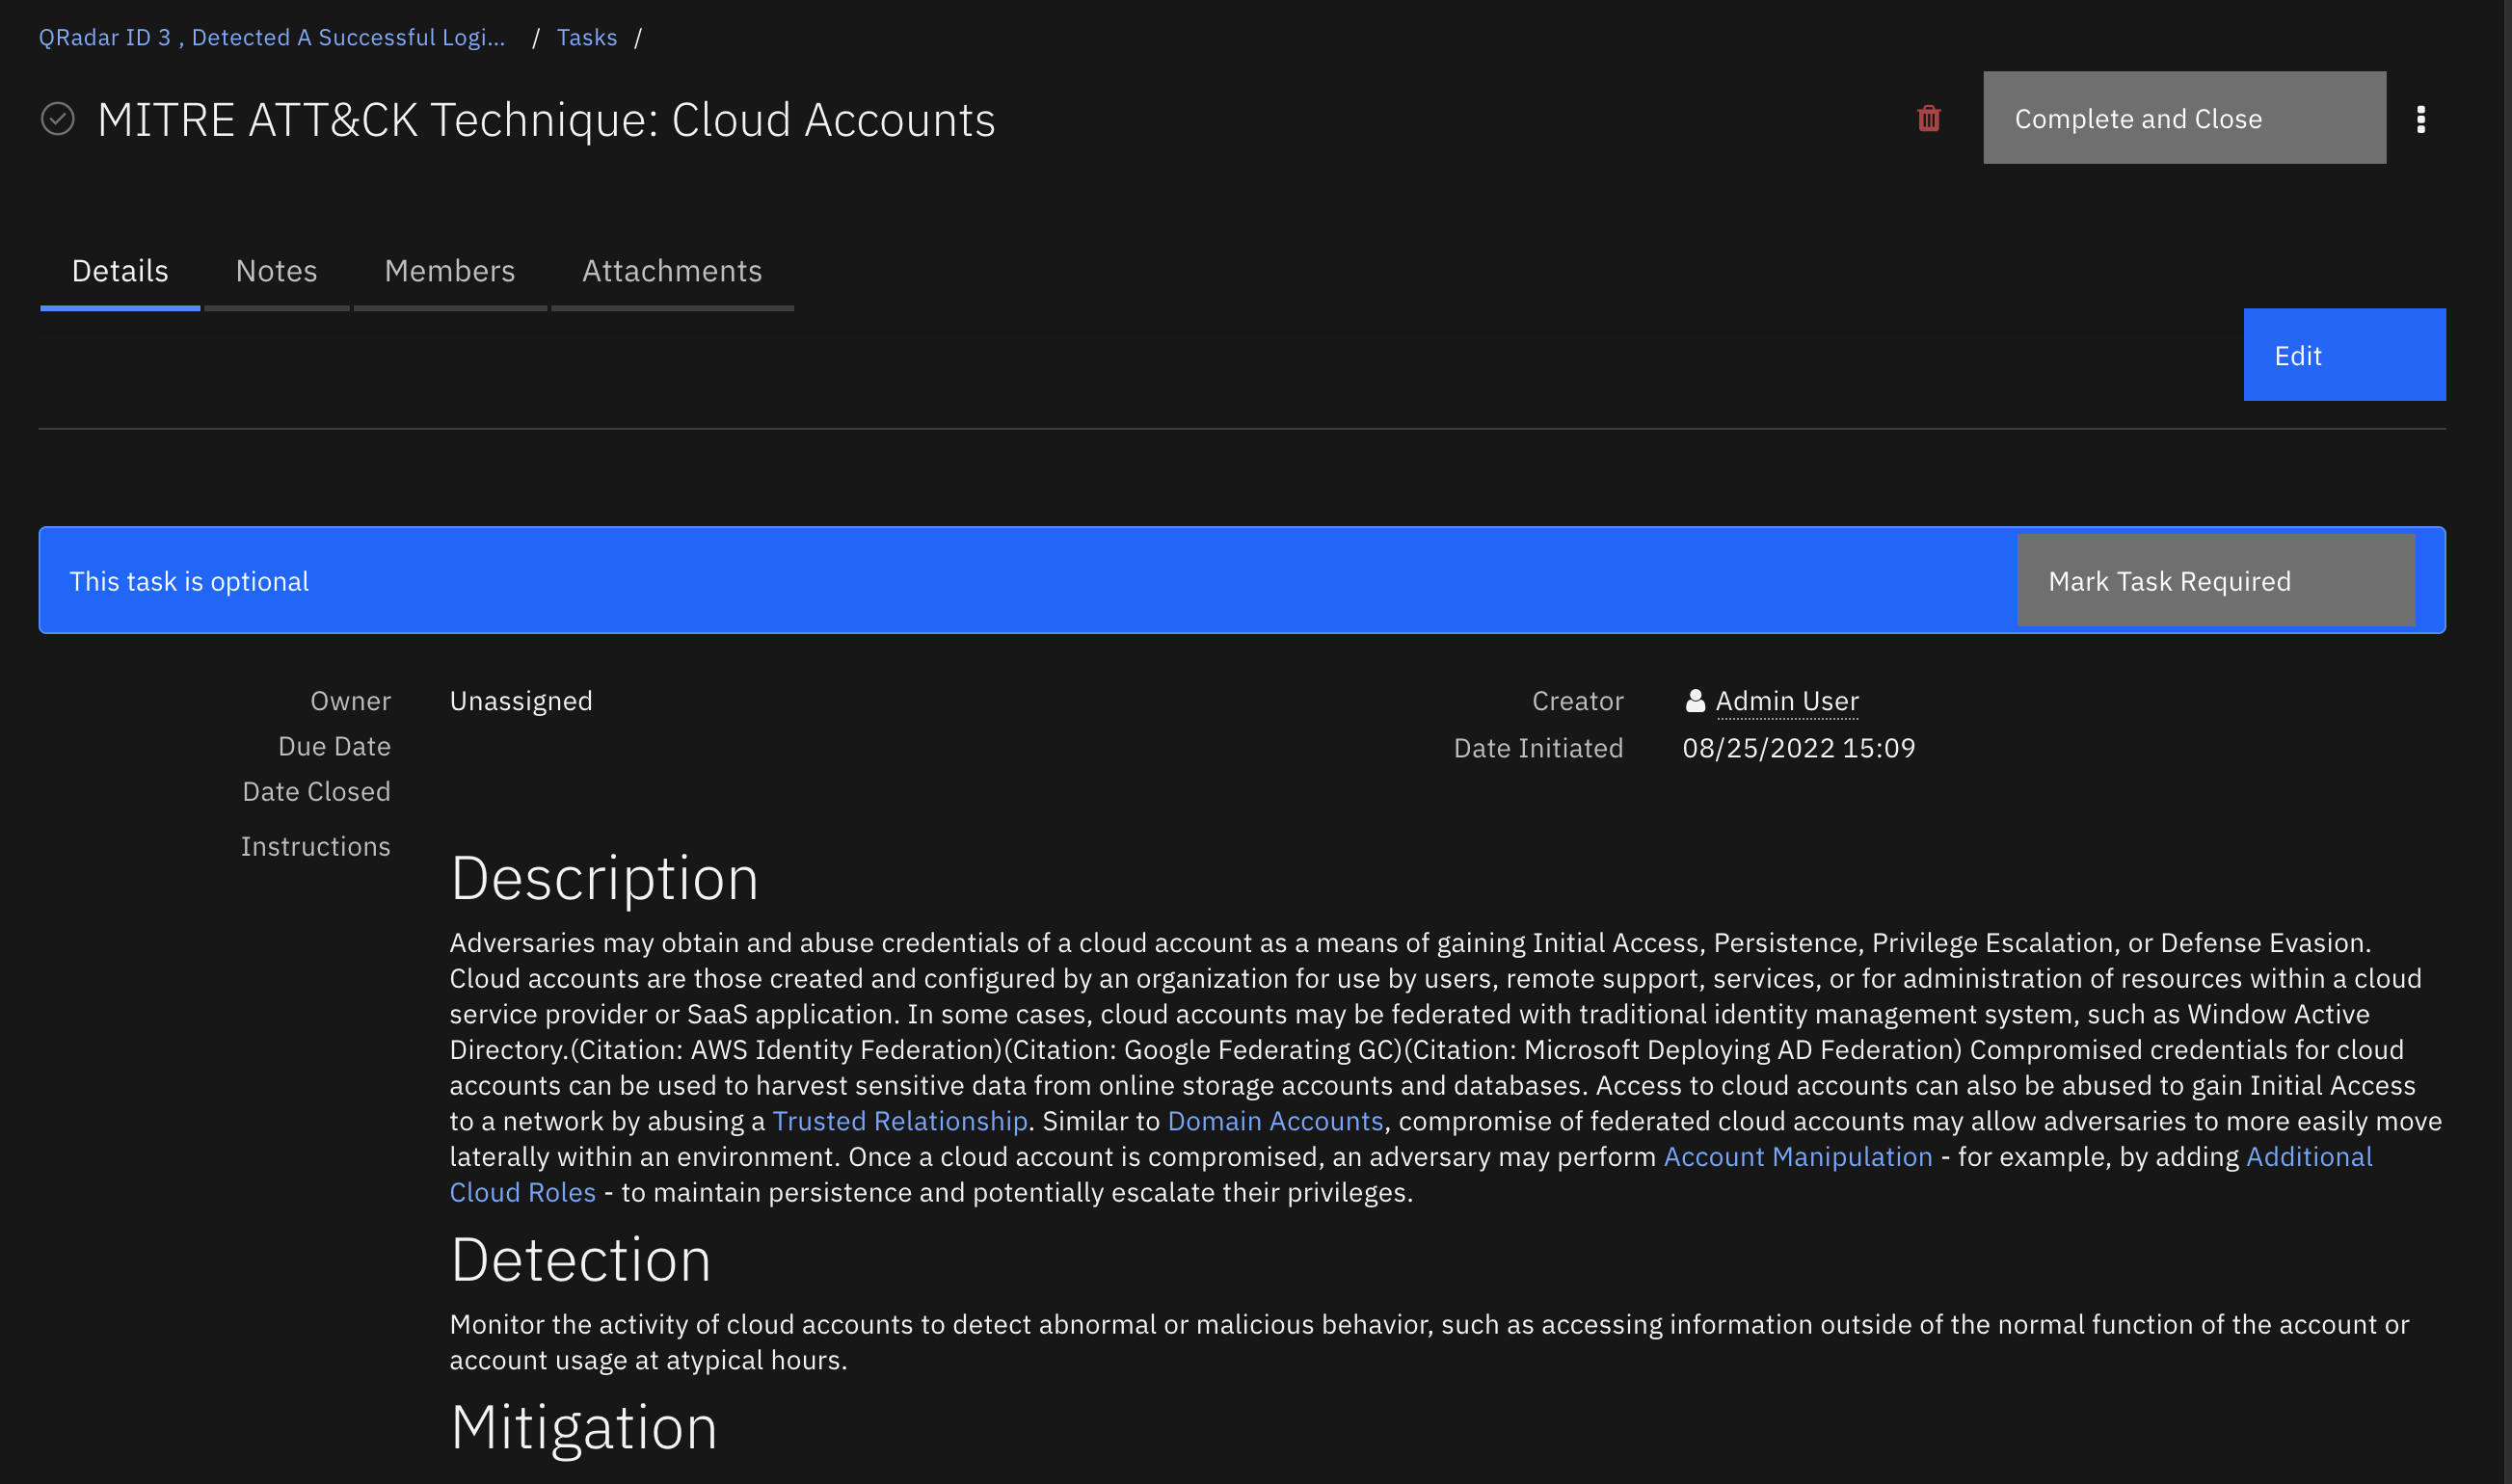 QRadar ID 3 , Detected A Successful Logi... / Tasks /
MITRE ATT&CK Technique: Cloud Accounts
Complete and Close
Details Notes Members Attachments
Edit
This task is optional
Mark Task Required
Owner Unassigned Creator Admin User
Due Date Date Initiated 08/25/2022 15:09
Date Closed
Instructions
Description
Adversaries may obtain and abuse credentials of a cloud account as a means of gaining Initial Access, Persistence, Privilege Escalation, or Defense Evasion.
Cloud accounts are those created and configured by an organization for use by users, remote support, services, or for administration of resources within a cloud
service provider or SaaS application. In some cases, cloud accounts may be federated with traditional identity management system, such as Window Active
Directory.(Citation: AWS Identity Federation)(Citation: Google Federating GC)(Citation: Microsoft Deploying AD Federation) Compromised credentials for cloud
accounts can be used to harvest sensitive data from online storage accounts and databases. Access to cloud accounts can also be abused to gain Initial Access
to a network by abusing a Trusted Relationship. Similar to Domain Accounts, compromise of federated cloud accounts may allow adversaries to more easily move
laterally within an environment. Once a cloud account is compromised, an adversary may perform Account Manipulation - for example, by adding Additional
Cloud Roles - to maintain persistence and potentially escalate their privileges.
Detection
Monitor the activity of cloud accounts to detect abnormal or malicious behavior, such as accessing information outside of the normal function of the account or
account usage at atypical hours.
Mitigation